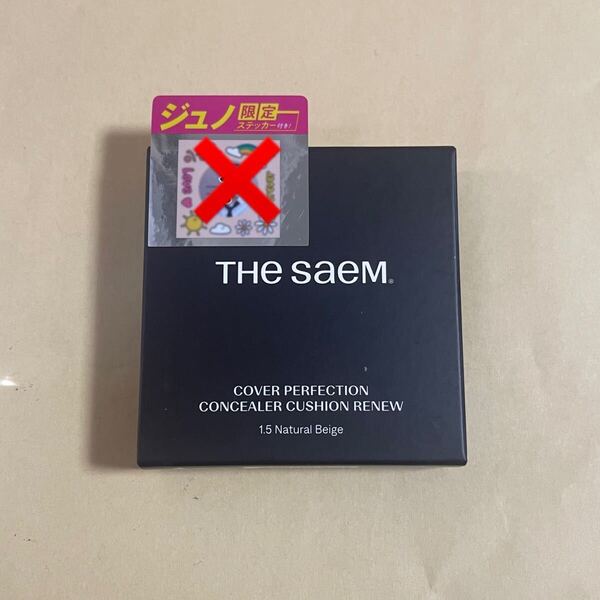 ジュノ限定
ステッカー付き!
THE SAEM®
COVER PERFECTION
CONCEALER CUSHION RENEW
1.5 Natural Beige